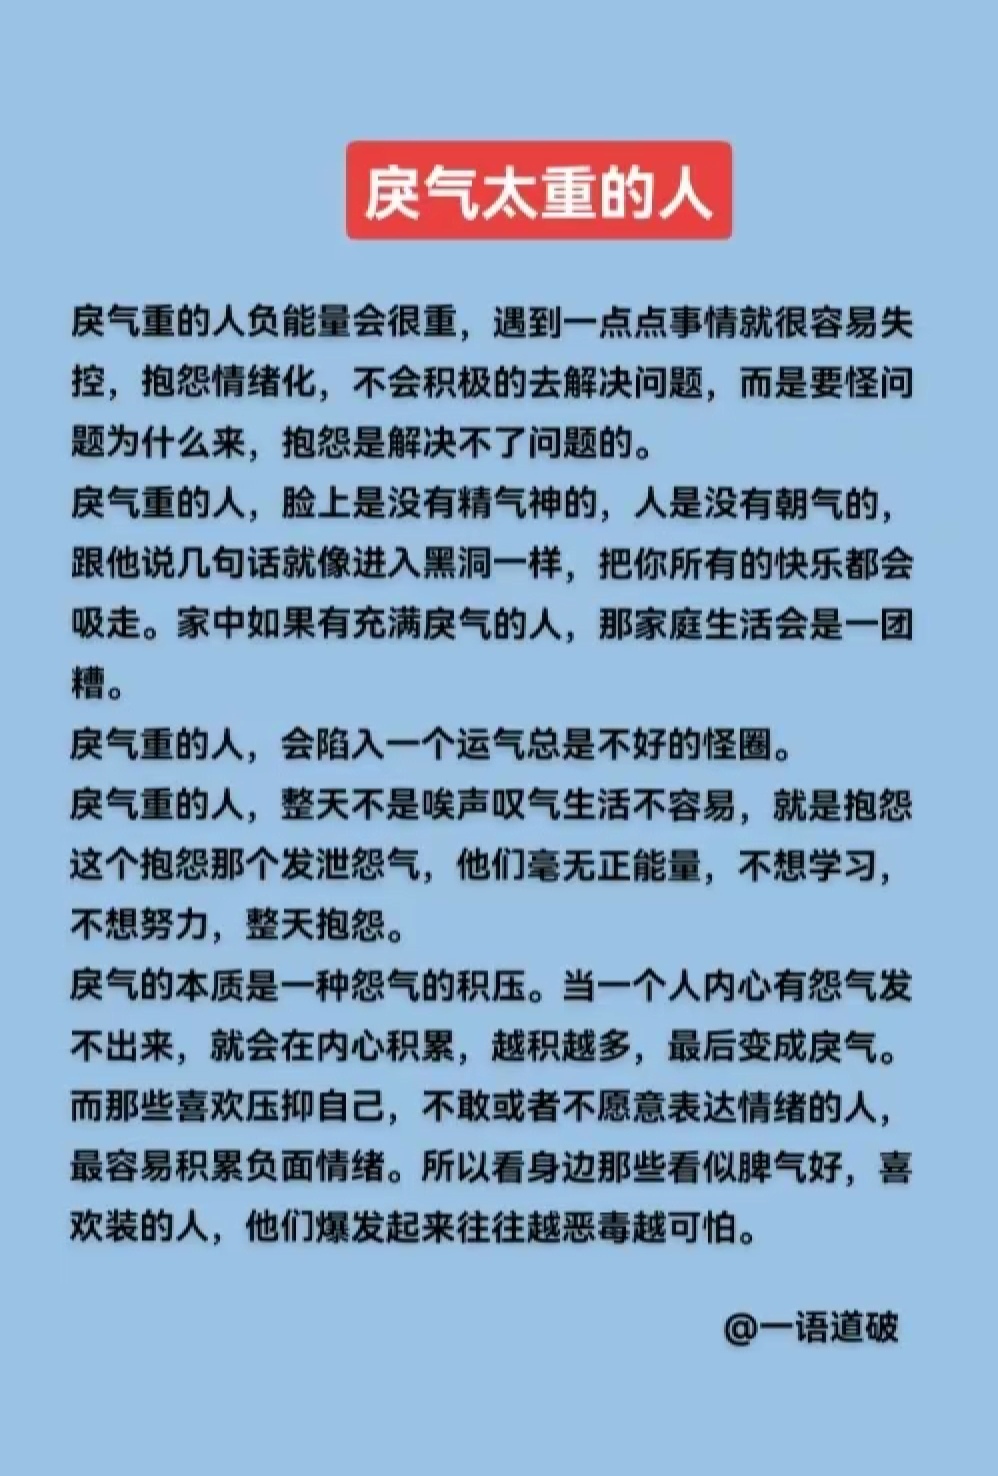 戾气太重的人
戾气重的人负能量会很重，遇到一点点事情就很容易失
控，抱怨情绪化，不会积极的去解决问题，而是要怪问
题为什么来，抱怨是解决不了问题的。
戾气重的人，脸上是没有精气神的，人是没有朝气的，
跟他说几句话就像进入黑洞一样，把你所有的快乐都会
吸走。家中如果有充满戾气的人，那家庭生活会是一团
糟。
戾气重的人，会陷入一个运气总是不好的怪圈。
戾气重的人，整天不是唉声叹气生活不容易，就是抱怨
这个抱怨那个发泄怨气，他们毫无正能量，不想学习，
不想努力，整天抱怨。
戾气的本质是一种怨气的积压。当一个人内心有怨气发
不出来，就会在内心积累，越积越多，最后变成戾气。
而那些喜欢压抑自己，不敢或者不愿意表达情绪的人，
最容易积累负面情绪。所以看身边那些看似脾气好，喜
欢装的人，他们爆发起来往往越恶毒越可怕。
@一语道破